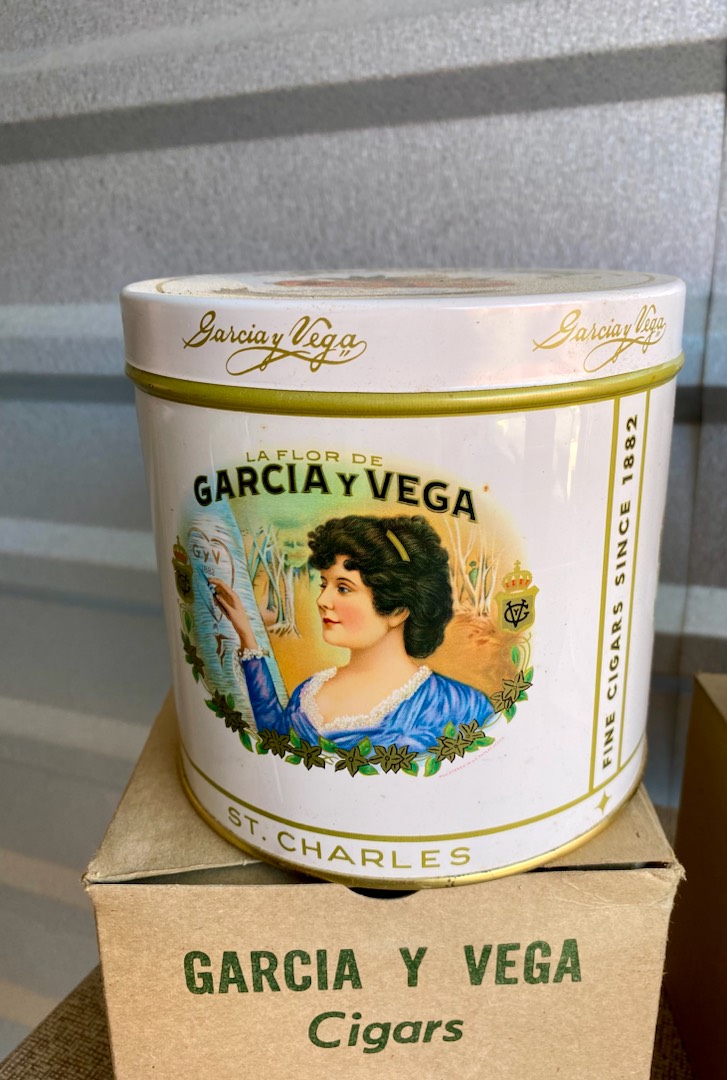 Garcia y Vega
Garcia y Vega
LA FLOR DE
GARCIA Y VEGA
G.Y V.
FINE CIGARS SINCE 1882
ST. CHARLES
GARCIA Y VEGA
Cigars